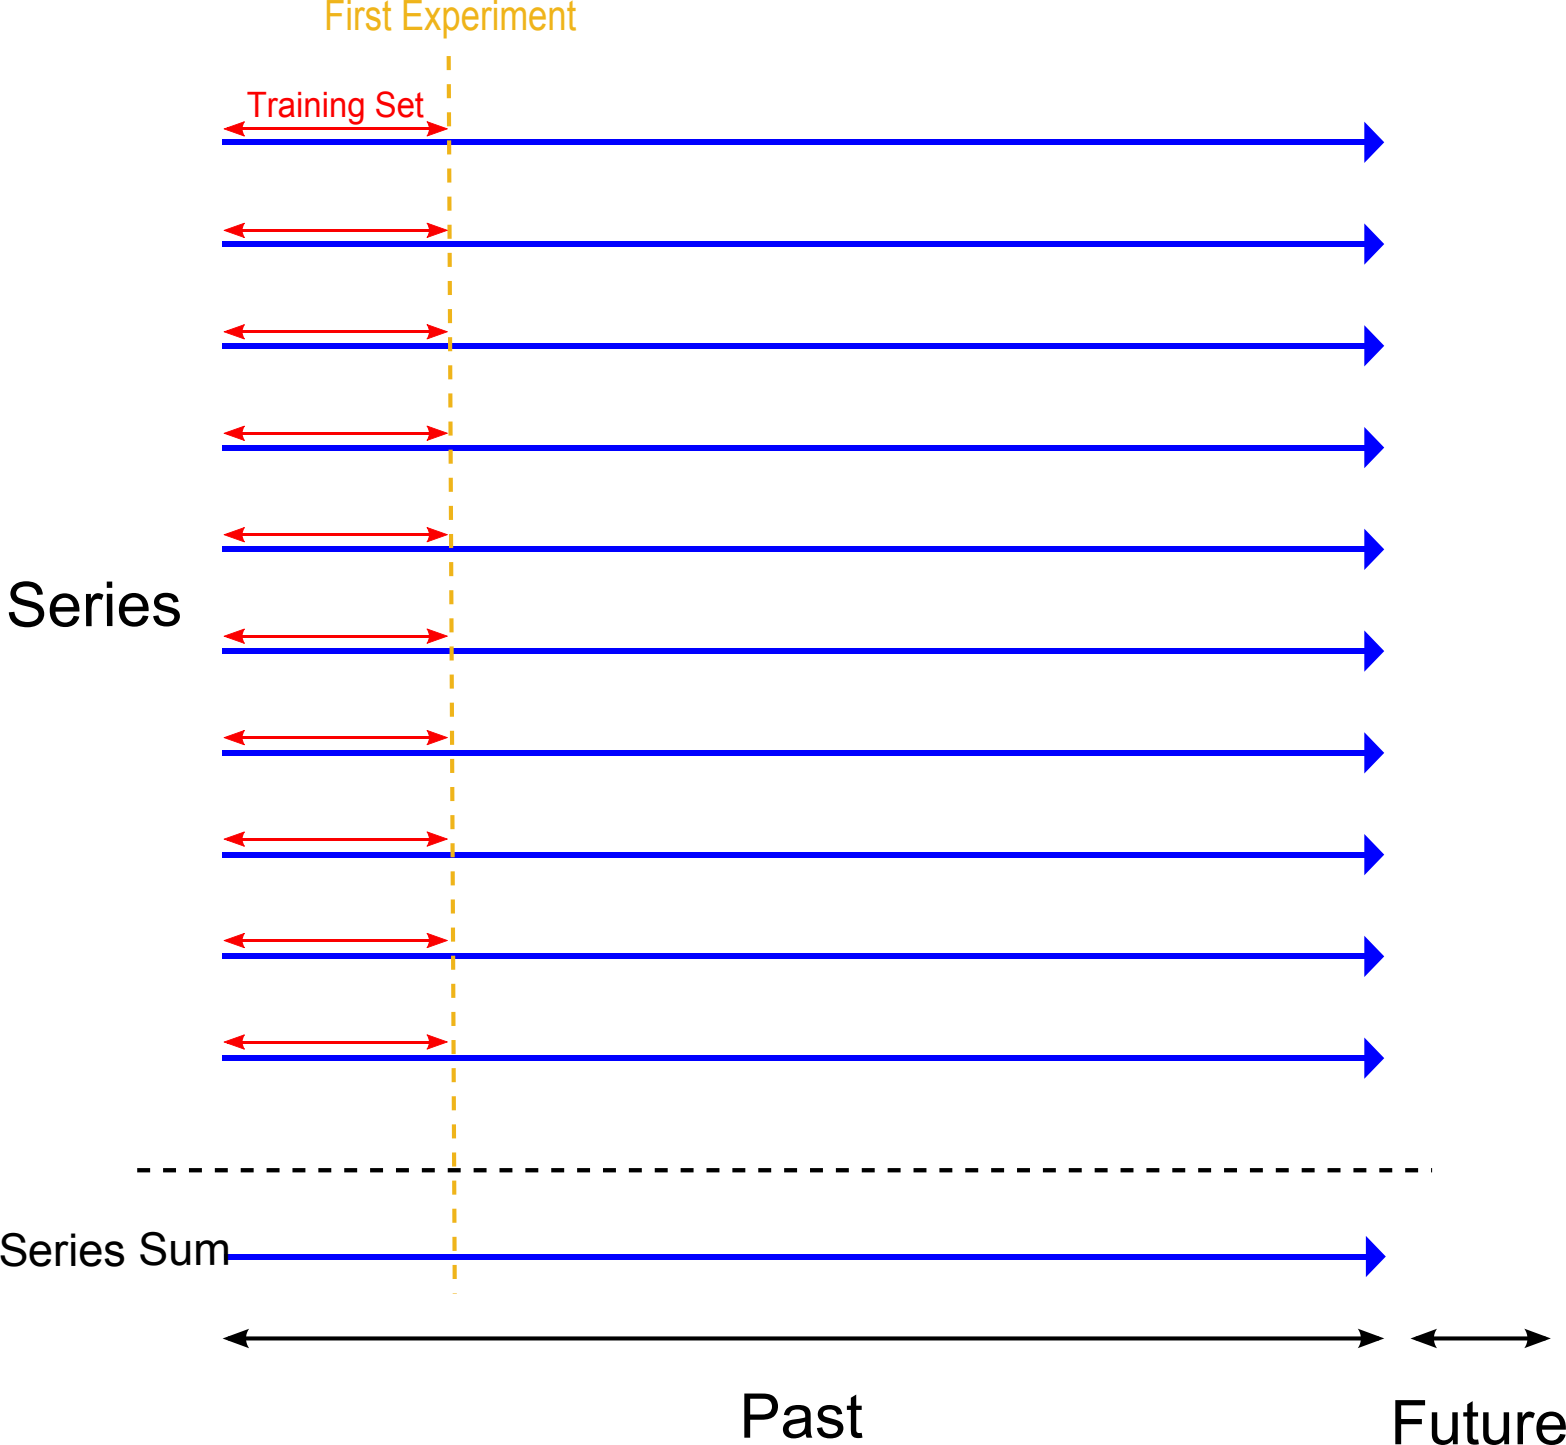 First Experiment
Training Set
Series
Series Sum
Past
Future